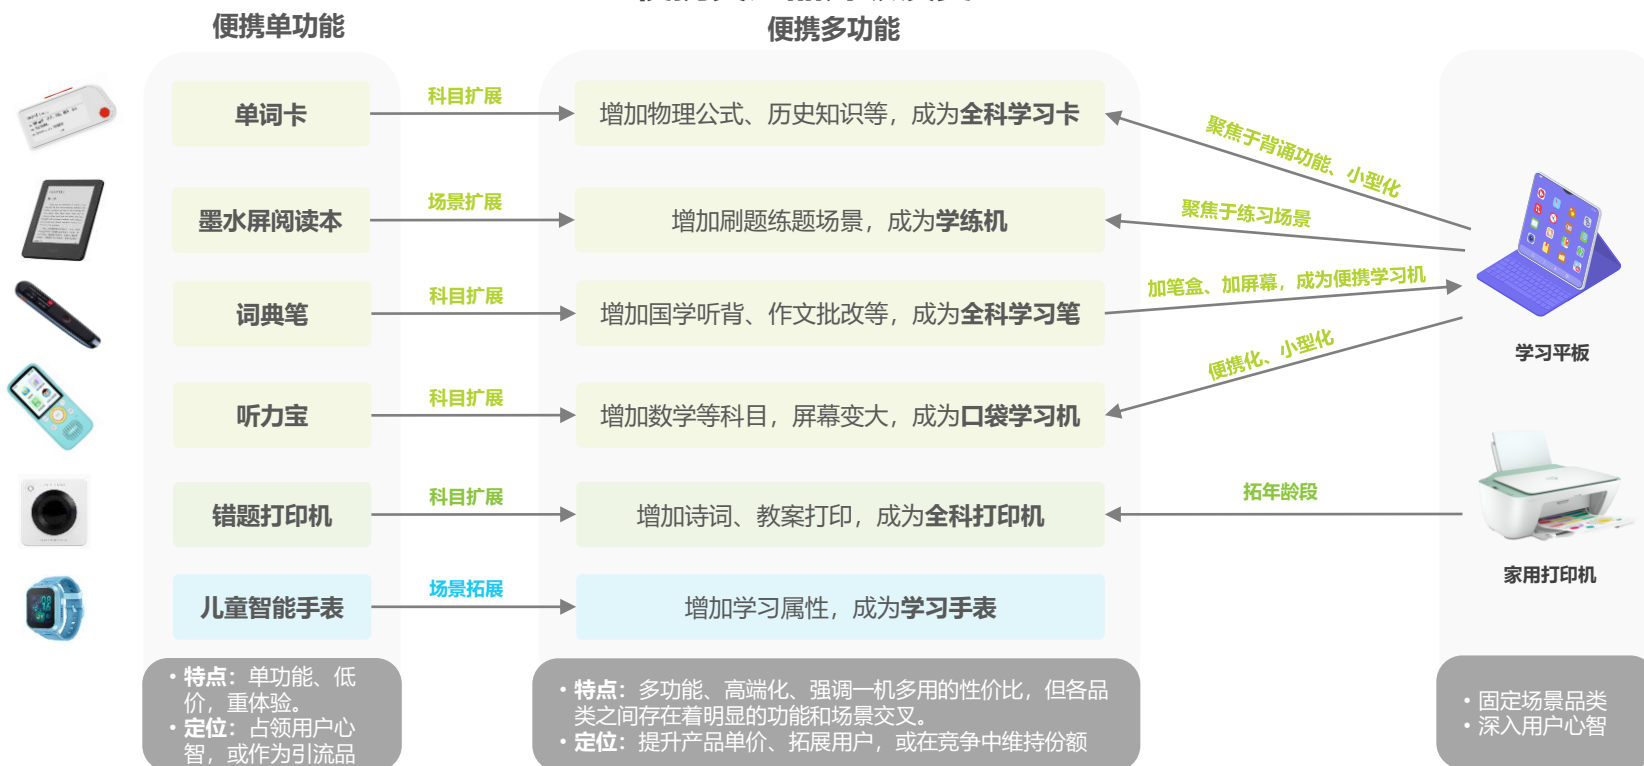 便携单功能
便携多功能
单词卡
科目扩展
增加物理公式、历史知识等，成为全科学习卡
聚焦于背诵功能、小型化
墨水屏阅读本
场景扩展
增加刷题练题场景，成为学练机
聚焦于练习场景
词典笔
科目扩展
增加国学听背、作文批改等，成为全科学习笔
加笔盒、加屏幕，成为便携学习机
学习平板
听力宝
科目扩展
增加数学等科目，屏幕变大，成为口袋学习机
便携化、小型化
错题打印机
科目扩展
增加诗词、教案打印，成为全科打印机
拓年龄段
家用打印机
儿童智能手表
场景拓展
增加学习属性，成为学习手表
• 特点：单功能、低
价，重体验。
• 定位：占领用户心
智，或作为引流品
• 特点：多功能、高端化、强调一机多用的性价比，但各品
类之间存在着明显的功能和场景交叉。
• 定位：提升产品单价、拓展用户，或在竞争中维持份额
• 固定场景品类
• 深入用户心智